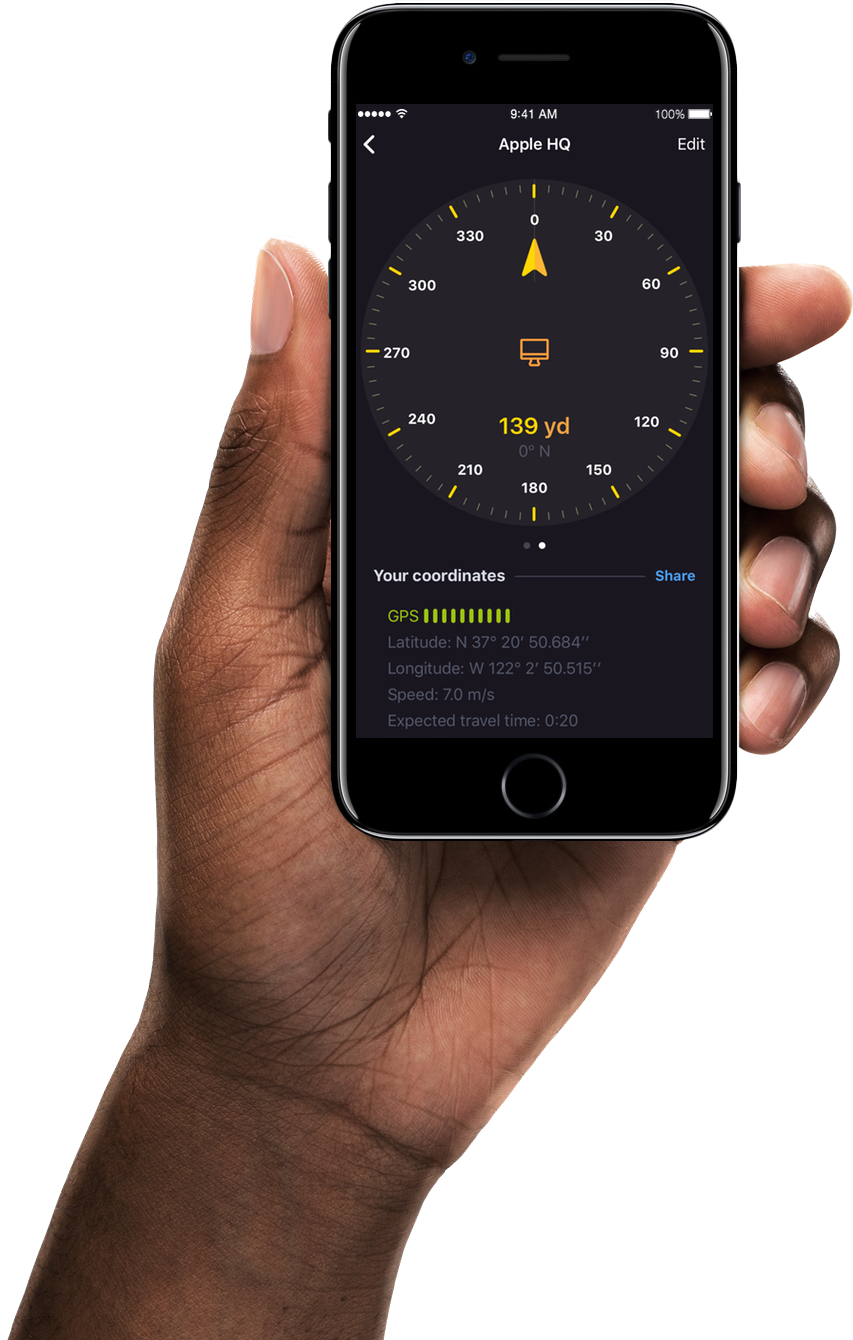 9:41 AM 100%
Apple HQ Edit
0
330 30
300 60
270 90
240 120
210 150
180
139 yd
0° N
Your coordinates Share
GPS
Latitude: N 37° 20′ 50.684′′
Longitude: W 122° 2′ 50.515′′
Speed: 7.0 m/s
Expected travel time: 0:20